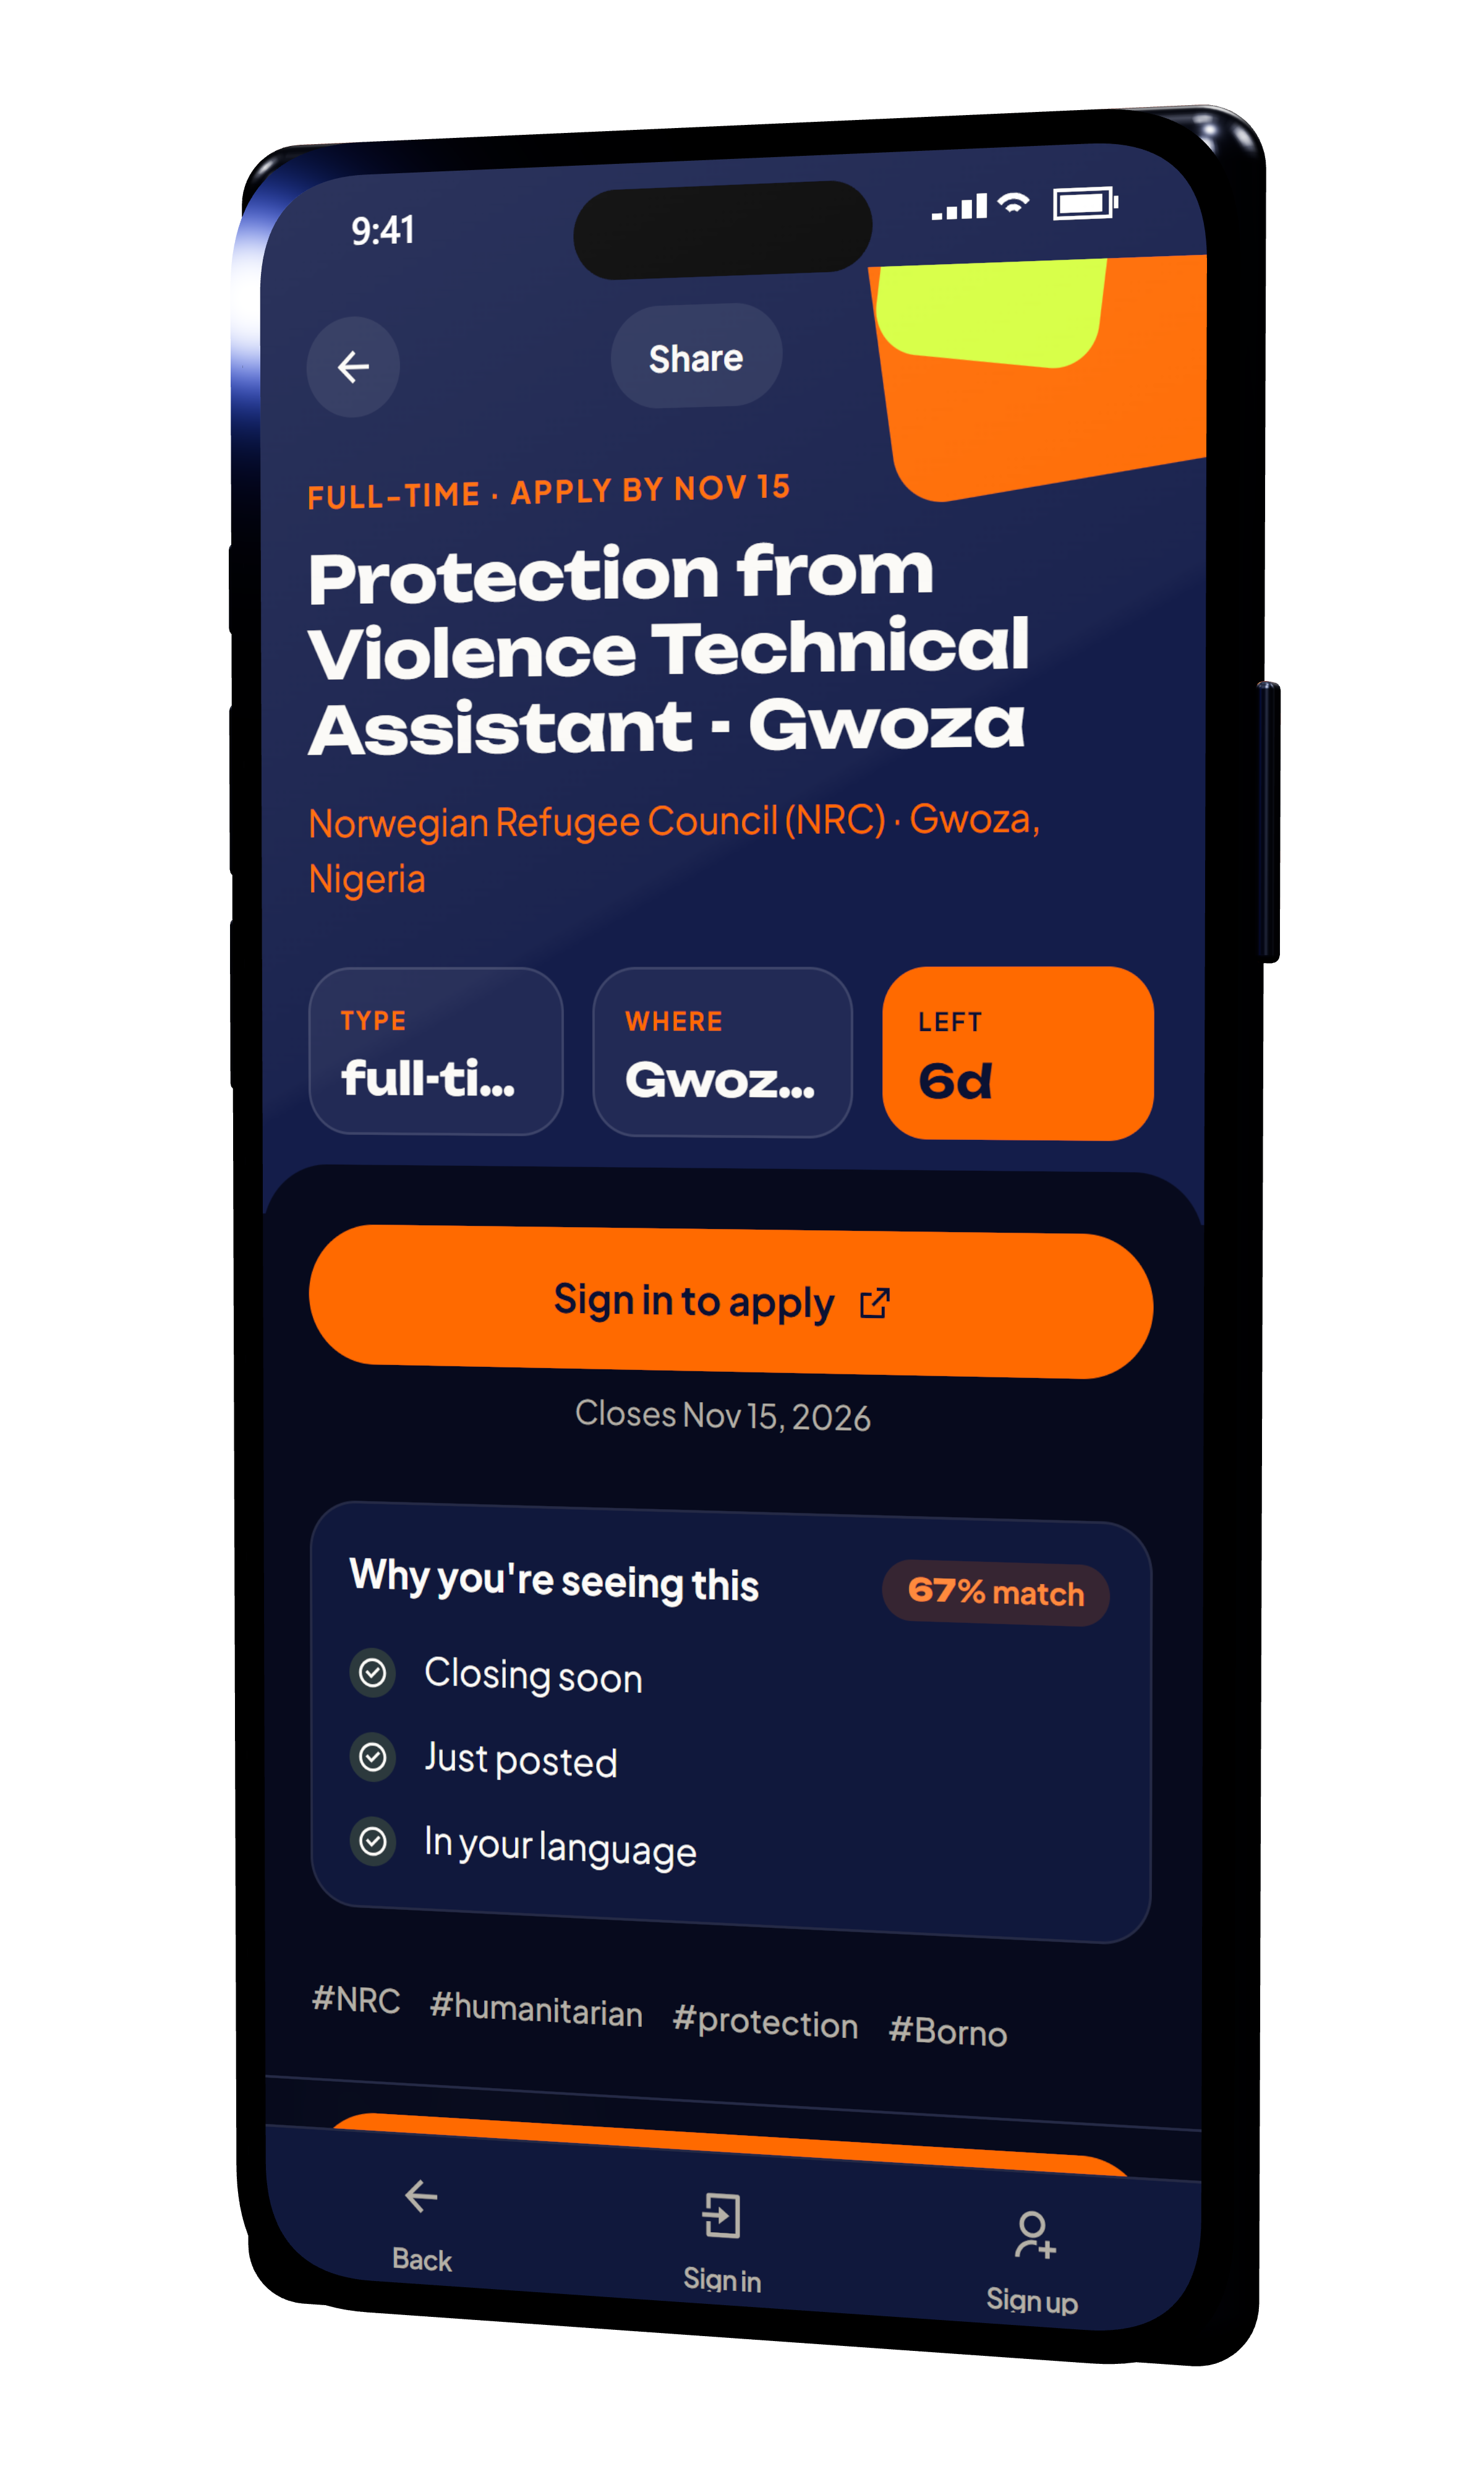 9:41
Share
FULL-TIME · APPLY BY NOV 15
Protection from
Violence Technical
Assistant - Gwoza
Norwegian Refugee Council (NRC) · Gwoza,
Nigeria
TYPE
full-ti...
WHERE
Gwoz...
LEFT
6d
Sign in to apply
Closes Nov 15, 2026
Why you're seeing this
67% match
Closing soon
Just posted
In your language
#NRC #humanitarian #protection #Borno
Back
Sign in
Sign up